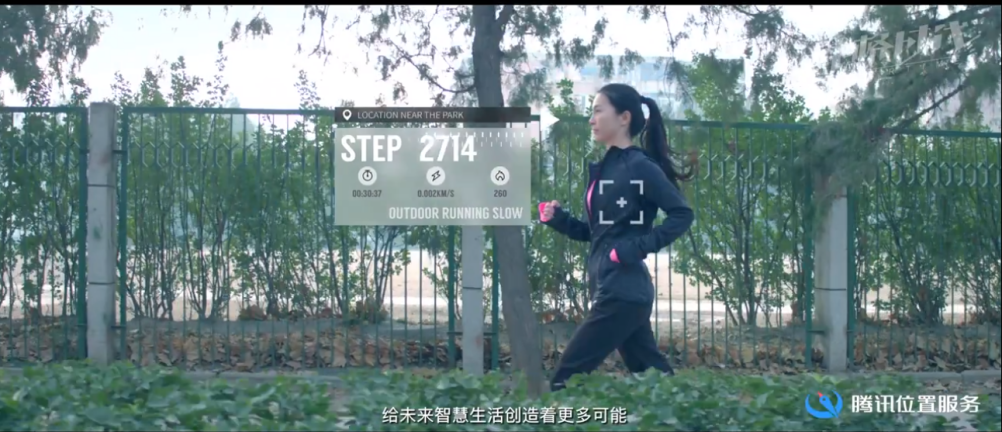 LOCATION NEAR THE PARK
STEP 2714
00:30:37 0.002KM/S 260
OUTDOOR RUNNING SLOW
给未来智慧生活创造着更多可能
腾讯位置服务